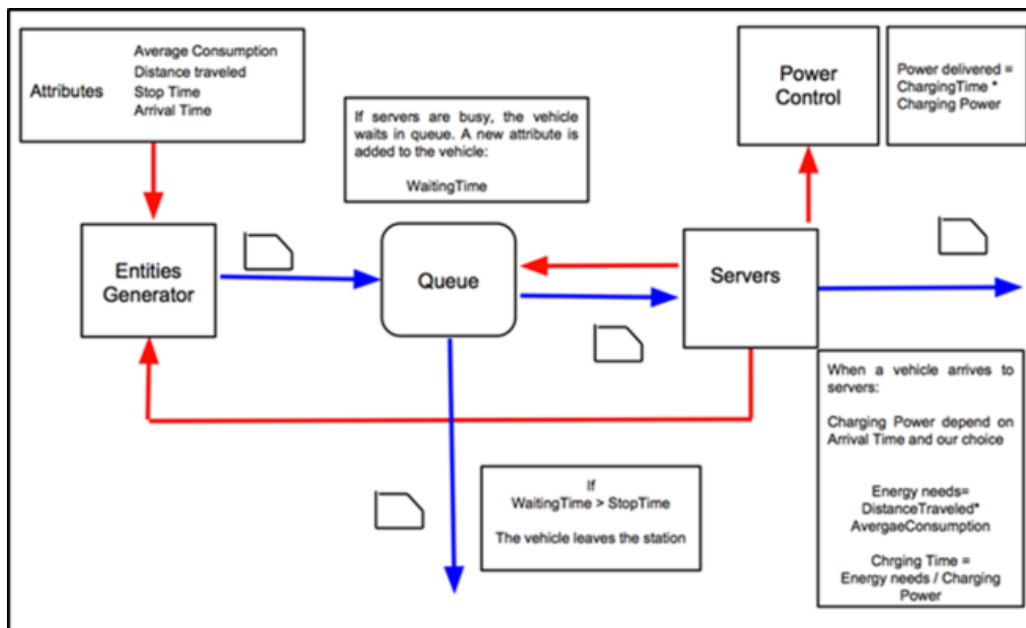 Attributes
Average Consumption
Distance traveled
Stop Time
Arrival Time
If servers are busy, the vehicle
waits in queue. A new attribute is
added to the vehicle:
WaitingTime
Power
Control
Power delivered =
ChargingTime *
Charging Power
Entities
Generator
Queue
Servers
If
WaitingTime > StopTime
The vehicle leaves the station
When a vehicle arrives to
servers:
Charging Power depend on
Arrival Time and our choice
Energy needs=
DistanceTraveled*
AvergaeConsumption
Chrging Time =
Energy needs / Charging
Power